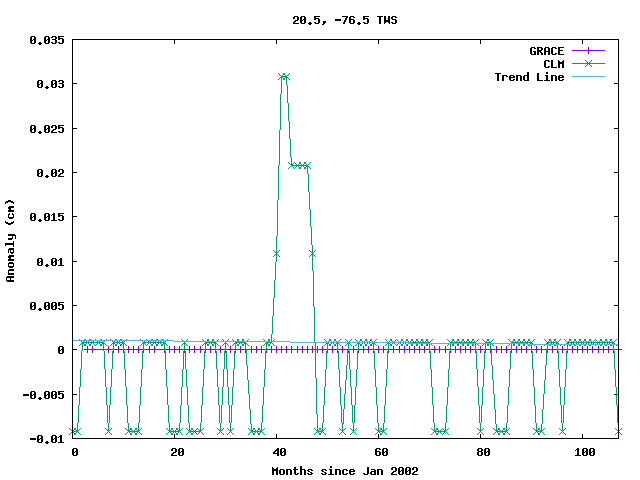 20.5, -76.5 TWS
0.035
0.03
0.025
0.02
0.015
0.01
0.005
0
-0.005
-0.01
Anomaly (cm)
GRACE
CLM
Trend Line
0 20 40 60 80 100
Months since Jan 2002